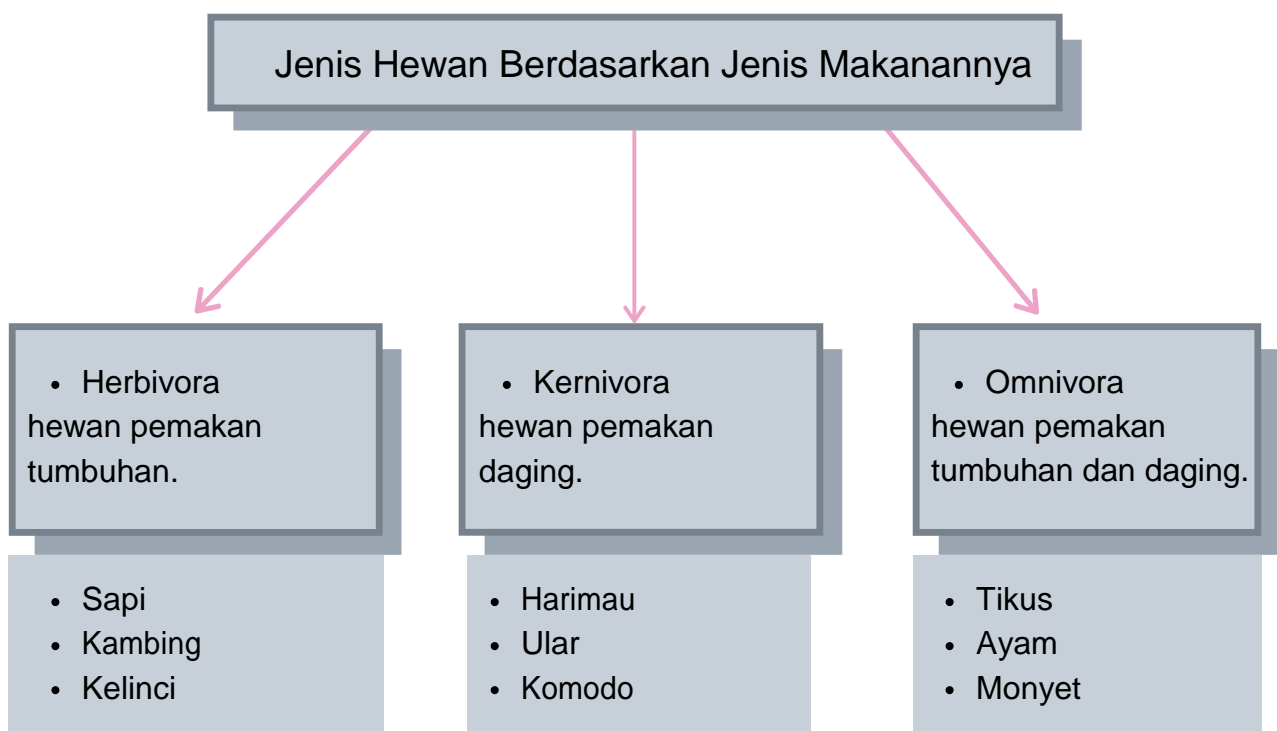 Jenis Hewan Berdasarkan Jenis Makanannya
• Herbivora
hewan pemakan
tumbuhan.
• Sapi
• Kambing
• Kelinci
• Kernivora
hewan pemakan
daging.
• Harimau
• Ular
• Komodo
• Omnivora
hewan pemakan
tumbuhan dan daging.
• Tikus
• Ayam
• Monyet